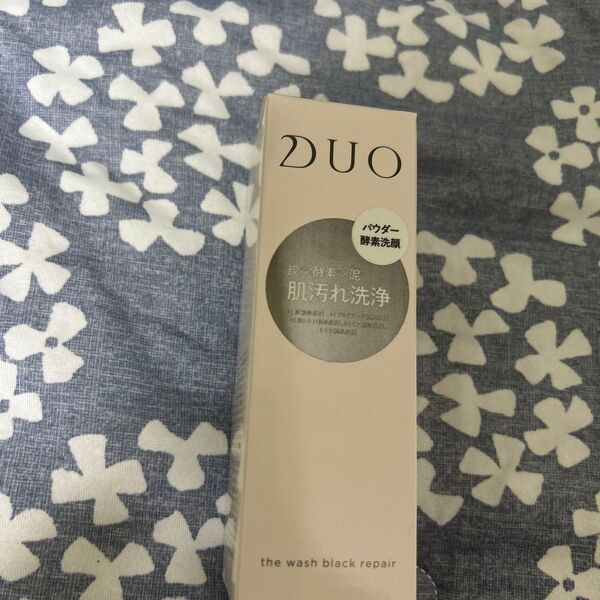 DUO
パウダー
酵素洗顔
炭 酵素 泥
肌汚れ洗浄
the wash black repair